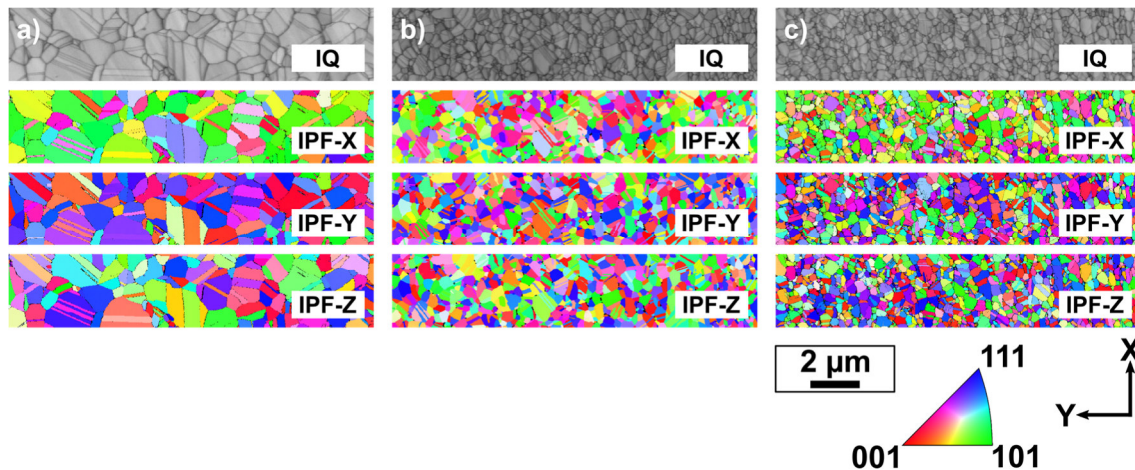 a)
IQ
b)
IQ
c)
IQ
IPF-X
IPF-X
IPF-X
IPF-Y
IPF-Y
IPF-Y
IPF-Z
IPF-Z
IPF-Z
2 µm
111
001
101
X
Y